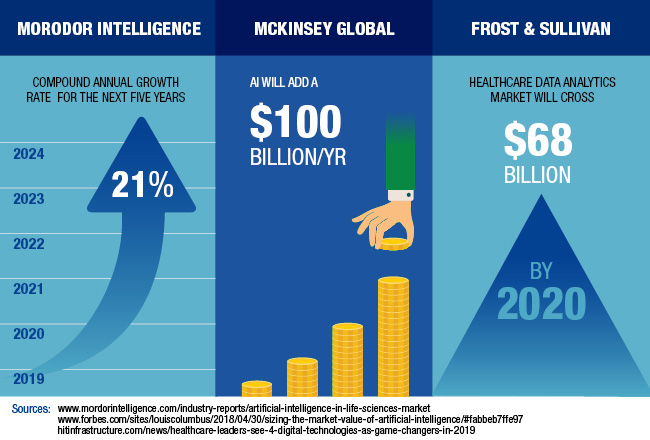 MORODOR INTELLIGENCE
COMPOUND ANNUAL GROWTH
RATE FOR THE NEXT FIVE YEARS
21%
2024
2023
2022
2021
2020
2019
MCKINSEY GLOBAL
AI WILL ADD A
$100
BILLION/YR
FROST & SULLIVAN
HEALTHCARE DATA ANALYTICS
MARKET WILL CROSS
$68
BILLION
BY
2020
Sources: www.mordorintelligence.com/industry-reports/artificial-intelligence-in-life-sciences-market
www.forbes.com/sites/louiscolumbus/2018/04/30/sizing-the-market-value-of-artificial-intelligence/#fabbeb7ffe97
hitinfrastructure.com/news/healthcare-leaders-see-4-digital-technologies-as-game-changers-in-2019